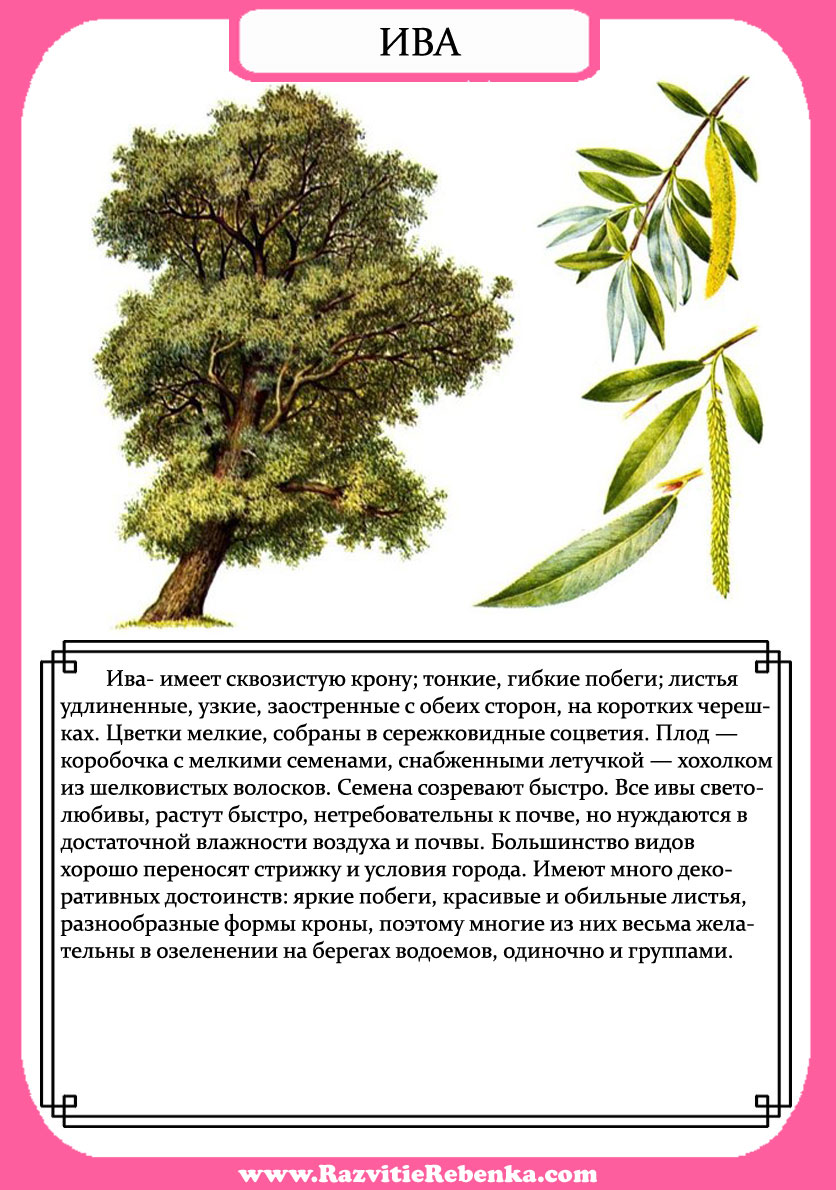 ИВА
Ива- имеет сквозистую крону; тонкие, гибкие побеги; листья
удлиненные, узкие, заостренные с обеих сторон, на коротких череш-
ках. Цветки мелкие, собраны в сережковидные соцветия. Плод —
коробочка с мелкими семенами, снабженными летучкой — хохолком
из шелковистых волосков. Семена созревают быстро. Все ивы свето-
любивы, растут быстро, нетребовательны к почве, но нуждаются в
достаточной влажности воздуха и почвы. Большинство видов
хорошо переносят стрижку и условия города. Имеют много деко-
ративных достоинств: яркие побеги, красивые и обильные листья,
разнообразные формы кроны, поэтому многие из них весьма жела-
тельны в озеленении на берегах водоемов, одиночно и группами.
www.RazvitieRebenka.com